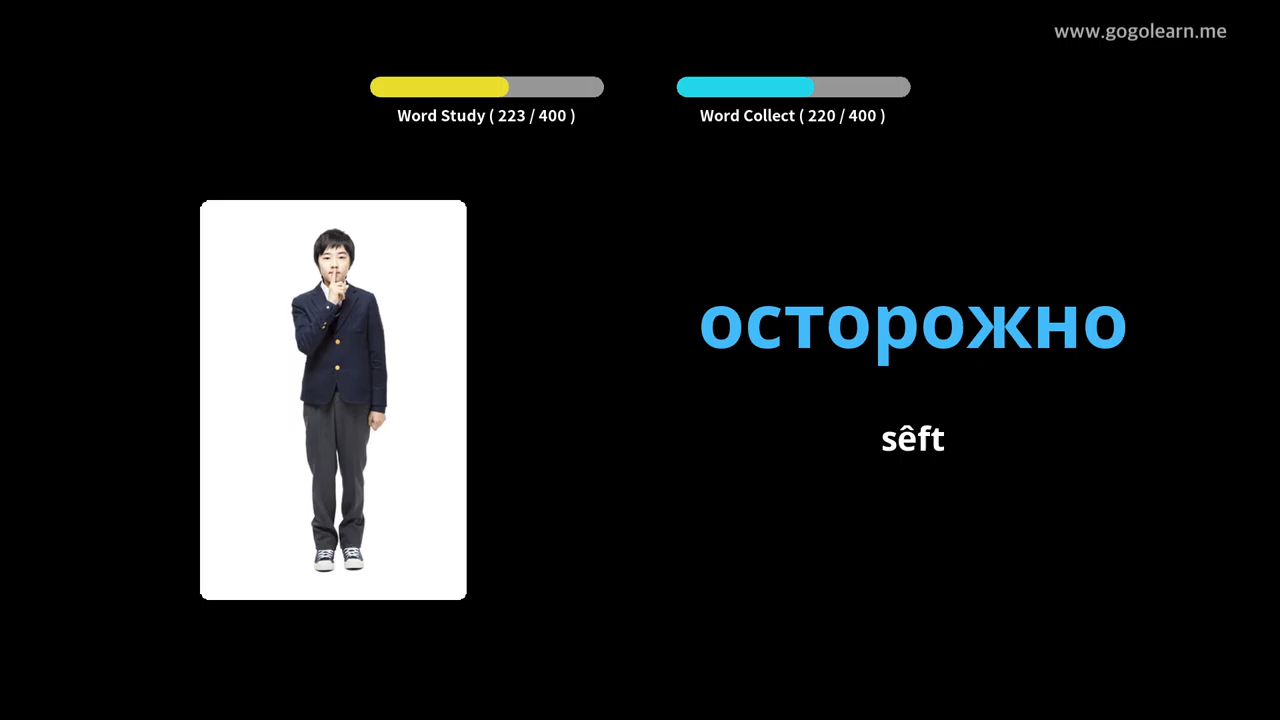 www.gogolearn.me
Word Study ( 223 / 400 )
Word Collect ( 220 / 400 )
осторожно
sêft